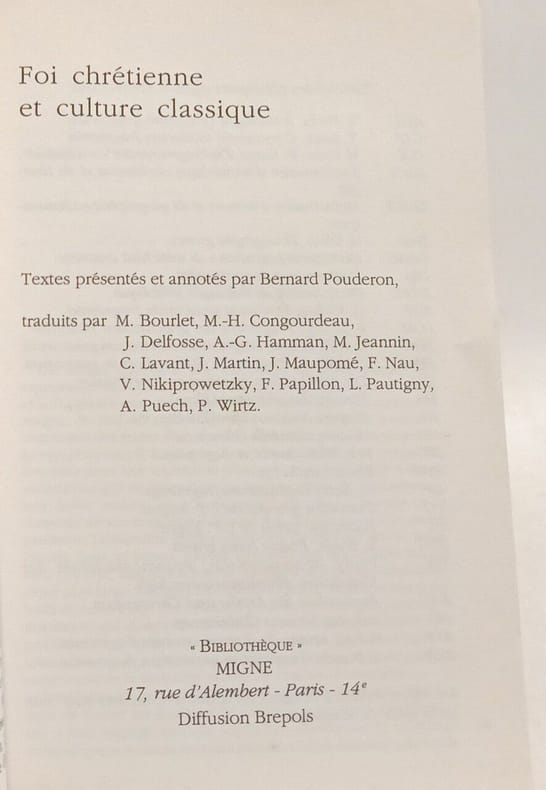 Foi chrétienne
et culture classique
Textes présentés et annotés par Bernard Pouderon,
traduits par M. Bourlet, M.-H. Congourdeau,
J. Delfosse, A.-G. Hamman, M. Jeannin,
C. Lavant, J. Martin, J. Maupomé, F. Nau,
V. Nikiprowetzky, F. Papillon, L. Pautigny,
A. Puech, P. Wirtz.
« BIBLIOTHÈQUE »
MIGNE
17, rue d'Alembert - Paris - 14e
Diffusion Brepols